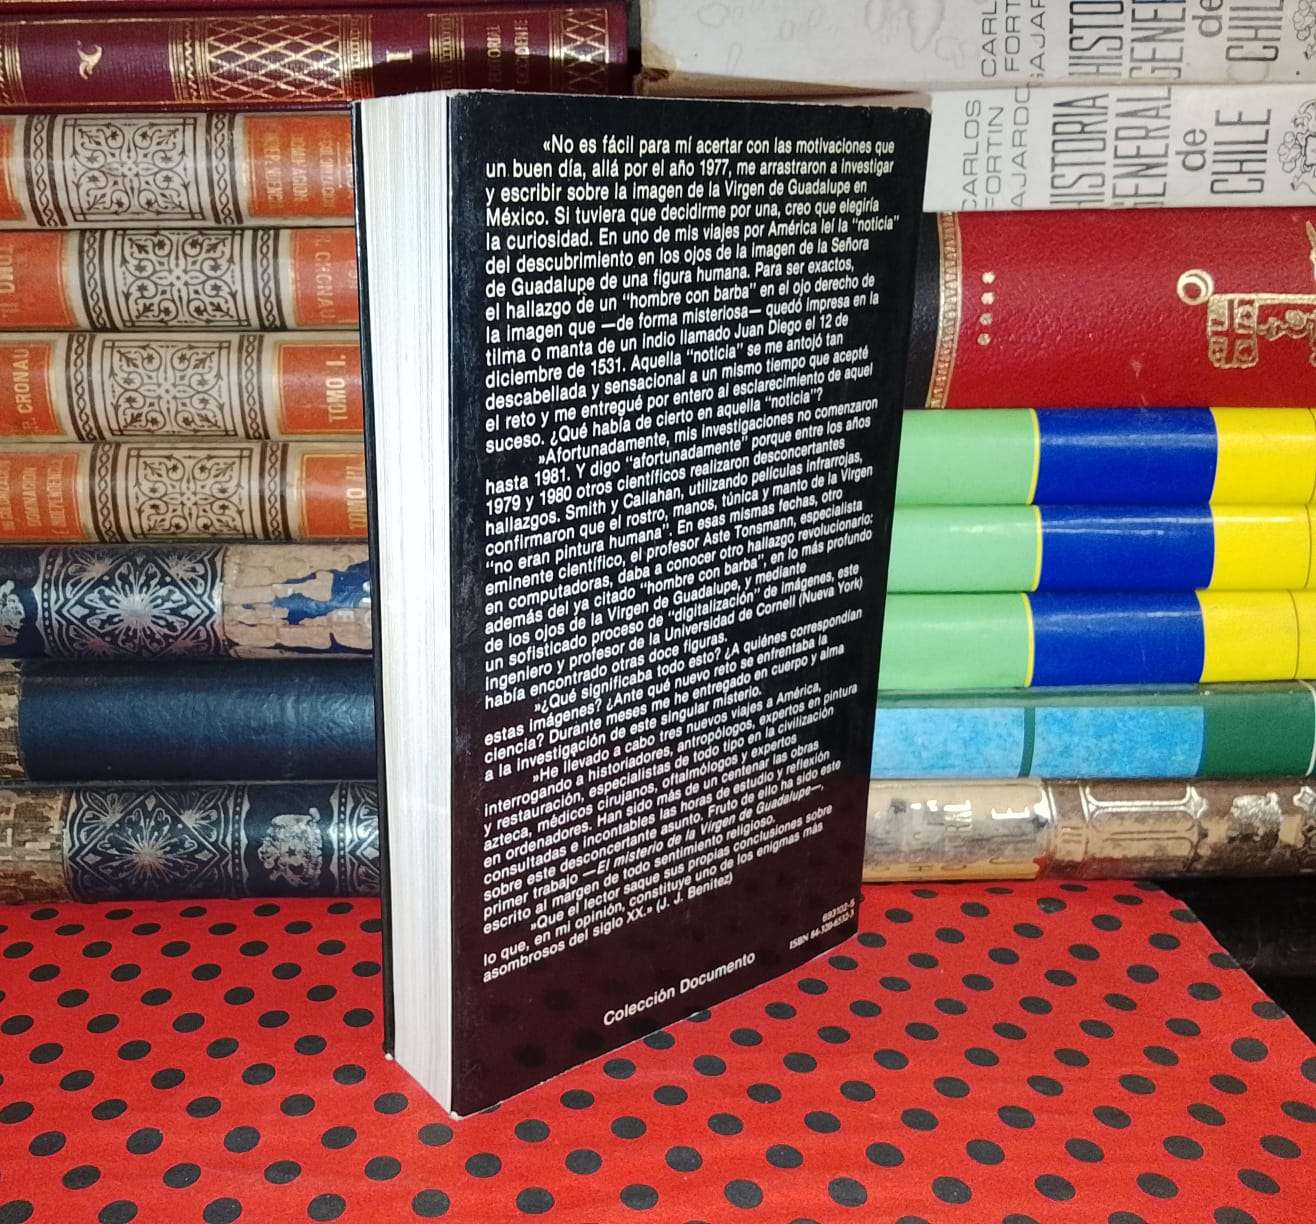 «No es fácil para mí acertar con las motivaciones que
un buen día, allá por el año 1977, me arrastraron a investigar
y escribir sobre la imagen de la Virgen de Guadalupe en
México. Si tuviera que decidirme por una, creo que elegiría
la curiosidad. En uno de mis viajes por América leí la "noticia"
del descubrimiento en los ojos de la imagen de la Señora
de Guadalupe de una figura humana. Para ser exactos,
el hallazgo de un "hombre con barba" en el ojo derecho de
la imagen que —de forma misteriosa— quedó impresa en la
tilma o manta de un indio llamado Juan Diego el 12 de
diciembre de 1531. Aquella "noticia" se me antojó tan
descabellada y sensacional a un mismo tiempo que acepté
el reto y me entregué por entero al esclarecimiento de aquel
suceso. ¿Qué había de cierto en aquella "noticia"?
»Afortunadamente, mis investigaciones no comenzaron
hasta 1981. Y digo "afortunadamente" porque entre los años
1979 y 1980 otros científicos realizaron desconcertantes
hallazgos. Smith y Callahan, utilizando películas infrarrojas,
confirmaron que el rostro, manos, túnica y manto de la Virgen
"no eran pintura humana". En esas mismas fechas, otro
eminente científico, el profesor Aste Tonsmann, especialista
en computadoras, daba a conocer otro hallazgo revolucionario:
además del ya citado "hombre con barba", en lo más profundo
de los ojos de la Virgen de Guadalupe, y mediante
un sofisticado proceso de "digitalización" de imágenes, este
ingeniero y profesor de la Universidad de Cornell (Nueva York)
había encontrado otras doce figuras.
»¿Qué significaba todo esto? ¿A quiénes correspondían
estas imágenes? ¿Ante qué nuevo reto se enfrentaba la
ciencia? Durante meses me he entregado en cuerpo y alma
a la investigación de este singular misterio.
»He llevado a cabo tres nuevos viajes a América,
interrogando a historiadores, antropólogos, expertos en pintura
y restauración, especialistas de todo tipo en la civilización
azteca, médicos cirujanos, oftalmólogos y expertos
en ordenadores. Han sido más de un centenar las obras
consultadas e incontables las horas de estudio y reflexión
sobre este desconcertante asunto. Fruto de ello ha sido este
primer trabajo —El misterio de la Virgen de Guadalupe—,
escrito al margen de todo sentimiento religioso.
»Que el lector saque sus propias conclusiones sobre
lo que, en mi opinión, constituye uno de los enigmas más
asombrosos del siglo XX.» (J. J. Benítez)
693102-5
ISBN 84-320-6532-3
Colección Documento
I
R. CRONAU
TOMO I.
R. CRONAU
HISTORIA
GENERAL
de
CHILE
CARLOS
FORTIN
GAJARDO
HISTORIA
GENERAL
de
CHILE